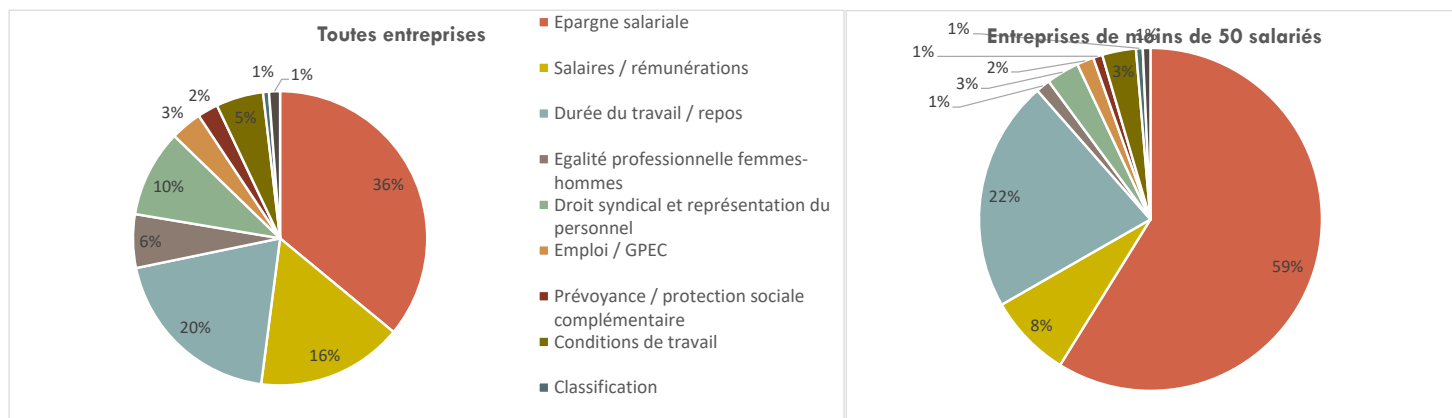 Toutes entreprises
1%
1%
2%
3%
5%
10%
36%
6%
20%
16%
Epargne salariale
Salaires / rémunérations
Durée du travail / repos
Egalité professionnelle femmes-
hommes
Droit syndical et représentation du
personnel
Emploi / GPEC
Prévoyance / protection sociale
complémentaire
Conditions de travail
Classification
Entreprises de moins de 50 salariés
1%
1%
1%
2%
3%
3%
1%
22%
59%
8%